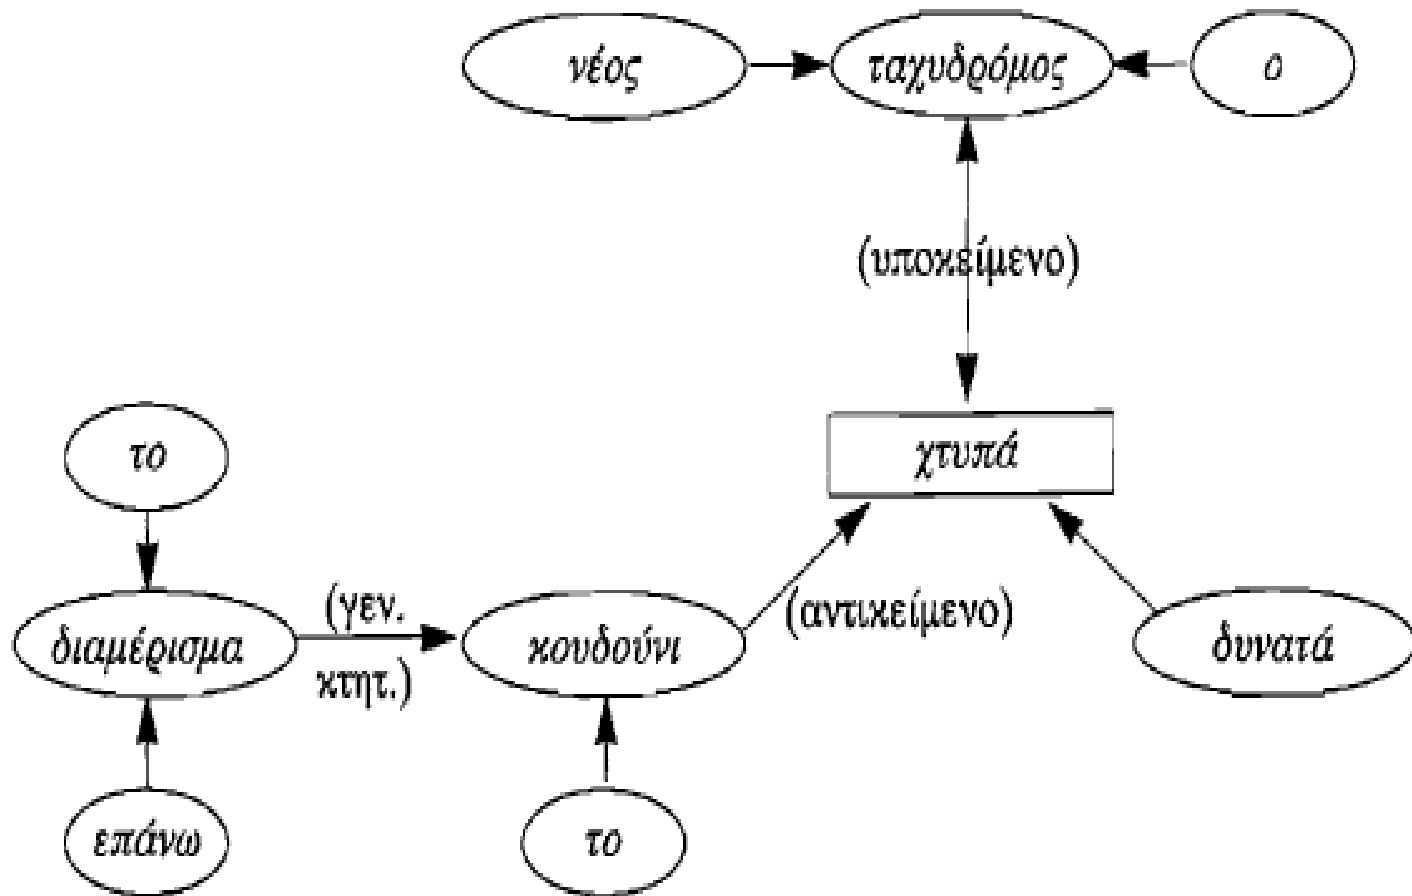 νέος
ταχυδρόμος
ο
(υποκείμενο)
το
χτυπά
διαμέρισμα
(γεν.
κτητ.)
κουδούνι
(αντικείμενο)
δυνατά
επάνω
το